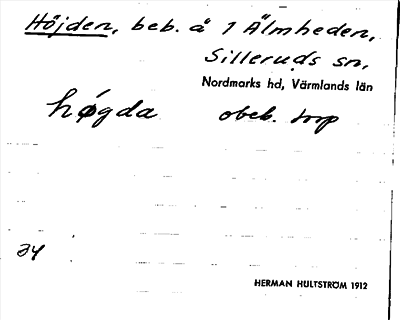 Höjden, beb. å 1 Älmheden,
Silleruds sn,
Nordmarks hd, Värmlands län
høgda obeb. torp
34
HERMAN HULTSTRÖM 1912